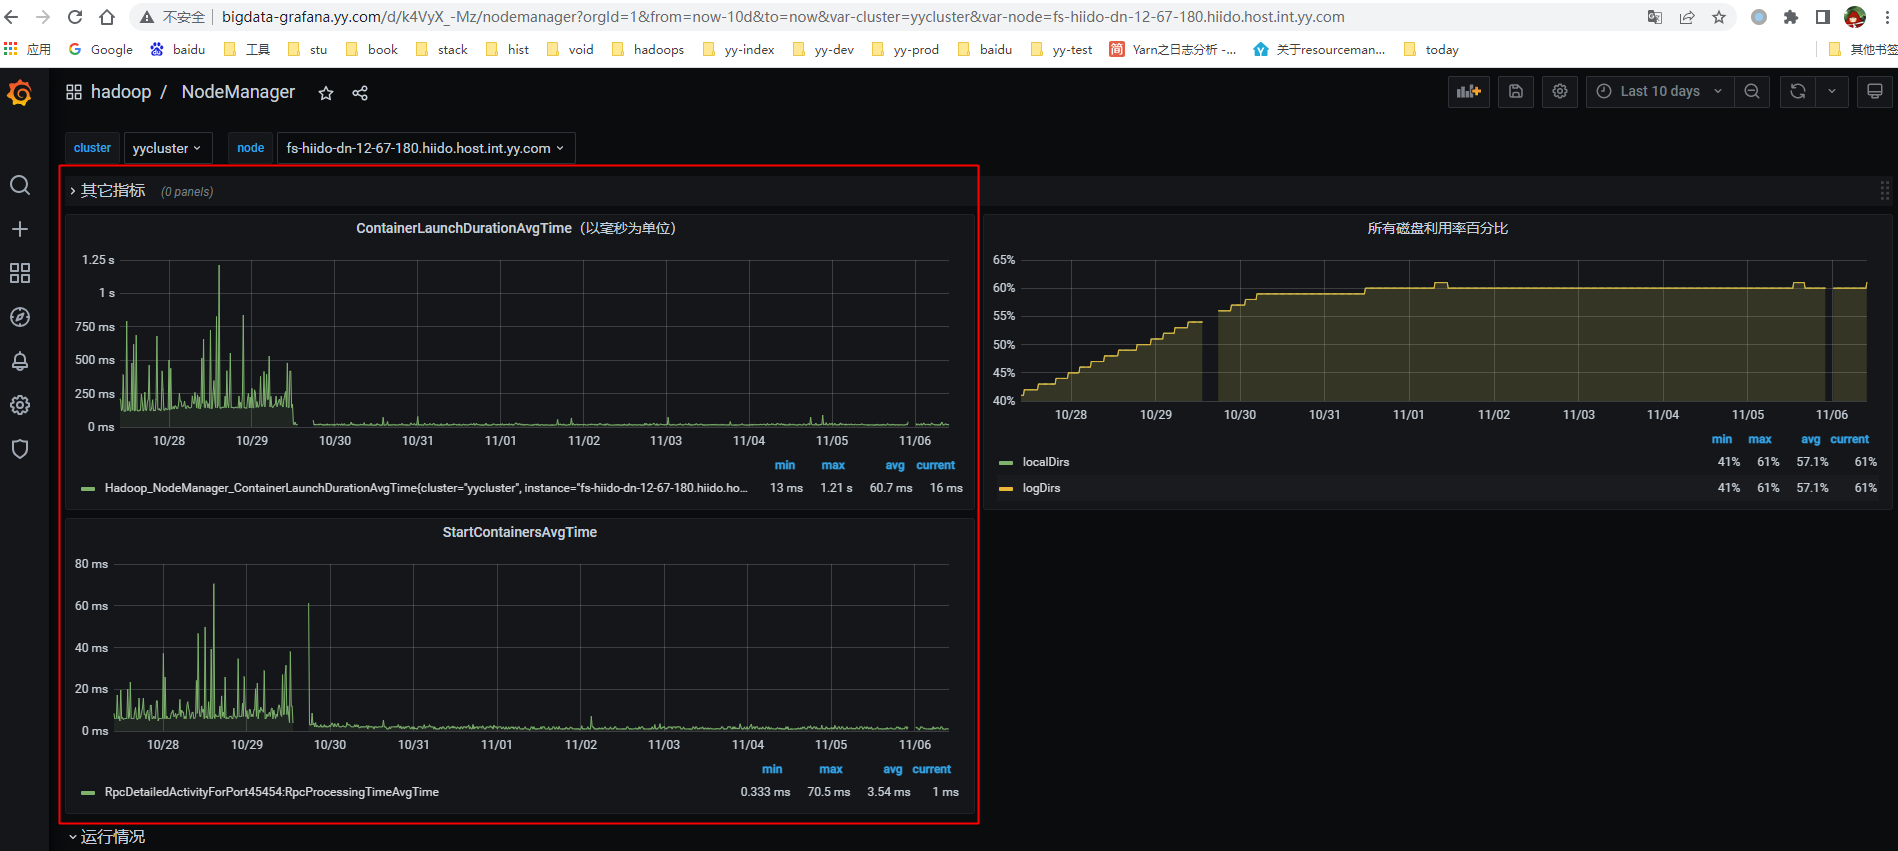 不安全 bigdata-grafana.yy.com/d/k4VyX_-Mz/nodemanager?orgId=1&from=now-10d&to=now&var-cluster=yycluster&var-node=fs-hiido-dn-12-67-180.hiido.host.int.yy.com
应用 Google baidu 工具 stu book stack hist void hadoops yy-index yy-dev yy-prod baidu yy-test Yarn之日志分析 -... 关于resourceman... today 其他书签
hadoop / NodeManager Last 10 days
cluster yycluster node fs-hiido-dn-12-67-180.hiido.host.int.yy.com
其它指标 (0 panels)
ContainerLaunchDurationAvgTime（以毫秒为单位）
1.25 s
1 s
750 ms
500 ms
250 ms
0 ms
10/28 10/29 10/30 10/31 11/01 11/02 11/03 11/04 11/05 11/06
min max avg current
Hadoop_NodeManager_ContainerLaunchDurationAvgTime{cluster="yycluster", instance="fs-hiido-dn-12-67-180.hiido.ho... 13 ms 1.21 s 60.7 ms 16 ms
所有磁盘利用率百分比
65%
60%
55%
50%
45%
40%
10/28 10/29 10/30 10/31 11/01 11/02 11/03 11/04 11/05 11/06
min max avg current
localDirs 41% 61% 57.1% 61%
logDirs 41% 61% 57.1% 61%
StartContainersAvgTime
80 ms
60 ms
40 ms
20 ms
0 ms
10/28 10/29 10/30 10/31 11/01 11/02 11/03 11/04 11/05 11/06
min max avg current
RpcDetailedActivityForPort45454:RpcProcessingTimeAvgTime 0.333 ms 70.5 ms 3.54 ms 1 ms
运行情况